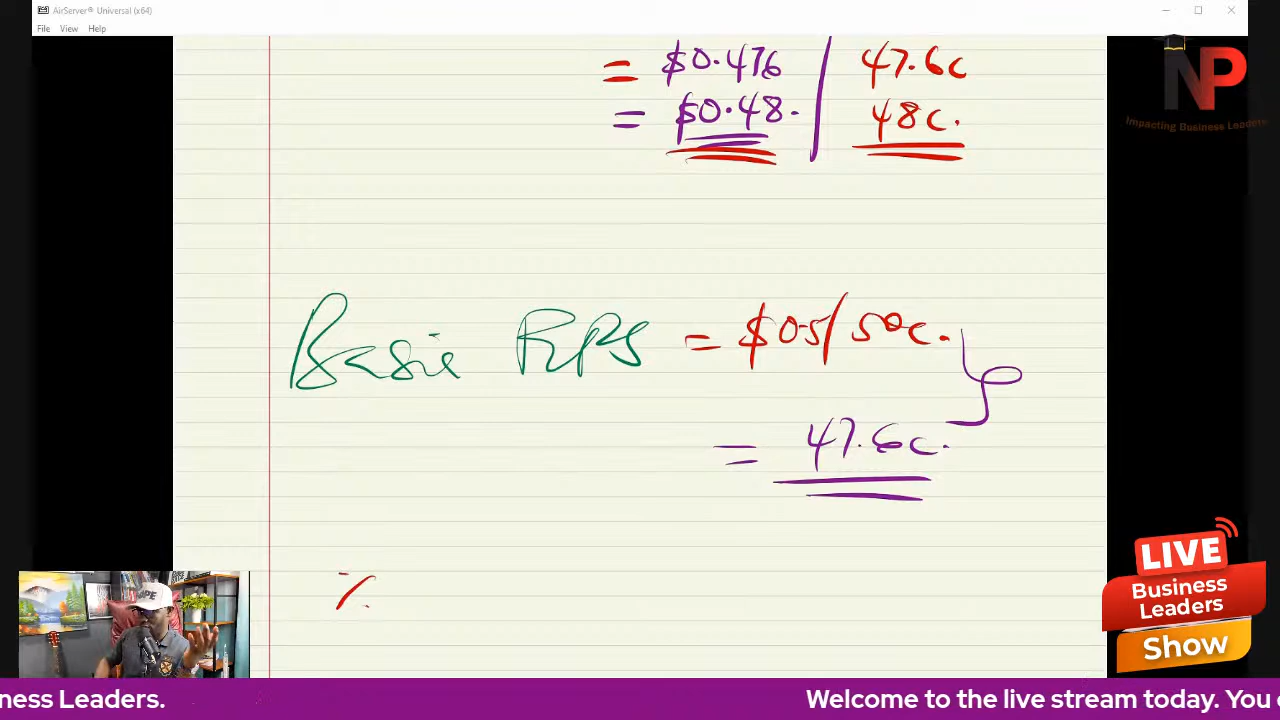 AirServer® Universal (x64)
File View Help
= $0.476 | 47.6c
= $0.48. | 48c.
NP
Impacting Business Leaders
Basic = $0.5/50c.
= 47.6c.
%
LIVE
Business
Leaders
Show
ness Leaders. Welcome to the live stream today. You